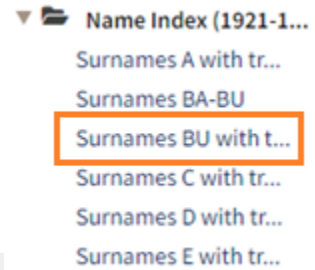 Name Index (1921-1...
Surnames A with tr...
Surnames BA-BU
Surnames BU with t...
Surnames C with tr...
Surnames D with tr...
Surnames E with tr...